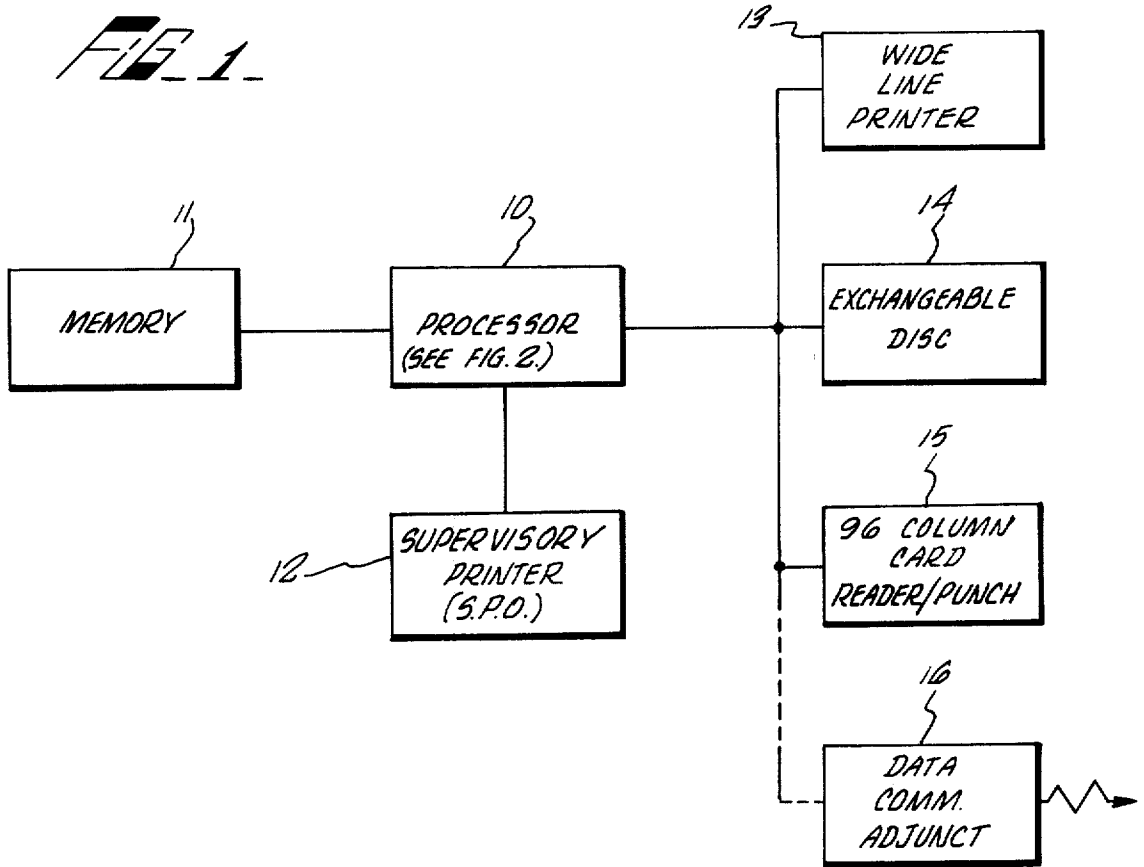 FIG_1_
13
WIDE
LINE
PRINTER
11
MEMORY
10
PROCESSOR
(SEE FIG. 2.)
14
EXCHANGEABLE
DISC
12
SUPERVISORY
PRINTER
(S.P.O.)
15
96 COLUMN
CARD
READER/PUNCH
16
DATA
COMM.
ADJUNCT